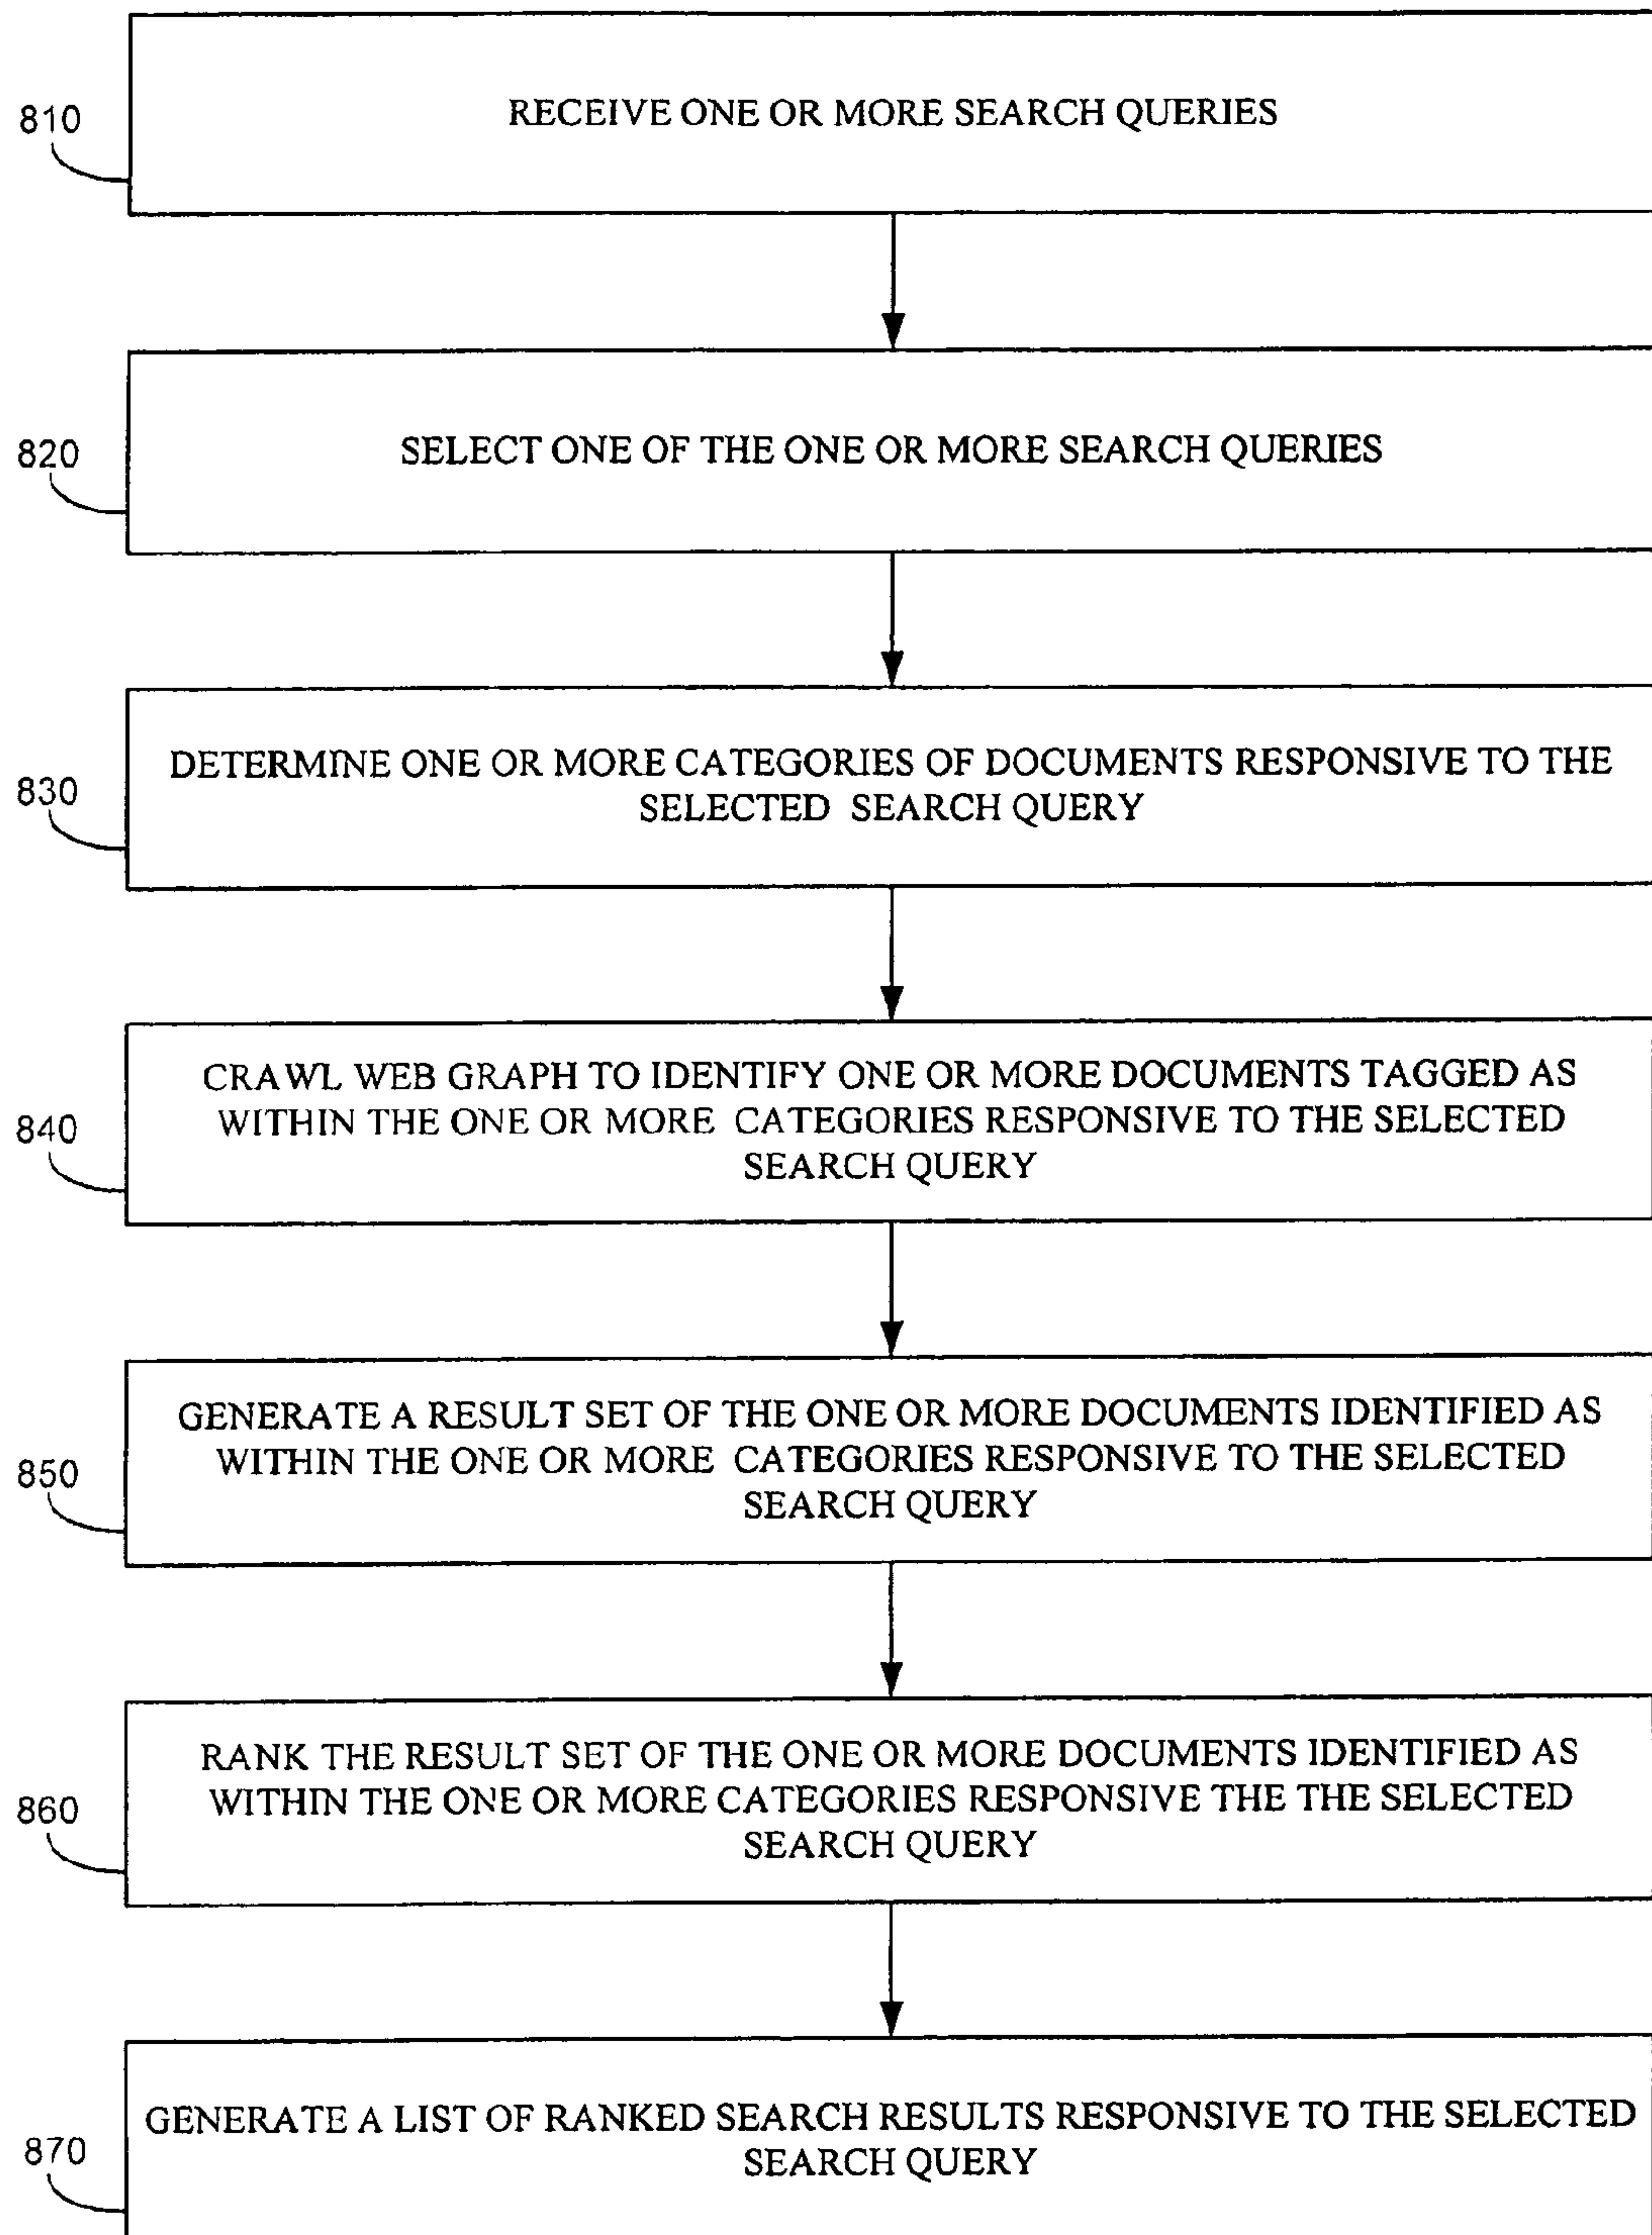 RECEIVE ONE OR MORE SEARCH QUERIES
810
SELECT ONE OF THE ONE OR MORE SEARCH QUERIES
820
DETERMINE ONE OR MORE CATEGORIES OF DOCUMENTS RESPONSIVE TO THE
SELECTED SEARCH QUERY
830
CRAWL WEB GRAPH TO IDENTIFY ONE OR MORE DOCUMENTS TAGGED AS
WITHIN THE ONE OR MORE CATEGORIES RESPONSIVE TO THE SELECTED
SEARCH QUERY
840
GENERATE A RESULT SET OF THE ONE OR MORE DOCUMENTS IDENTIFIED AS
WITHIN THE ONE OR MORE CATEGORIES RESPONSIVE TO THE SELECTED
SEARCH QUERY
850
RANK THE RESULT SET OF THE ONE OR MORE DOCUMENTS IDENTIFIED AS
WITHIN THE ONE OR MORE CATEGORIES RESPONSIVE THE THE SELECTED
SEARCH QUERY
860
GENERATE A LIST OF RANKED SEARCH RESULTS RESPONSIVE TO THE SELECTED
SEARCH QUERY
870